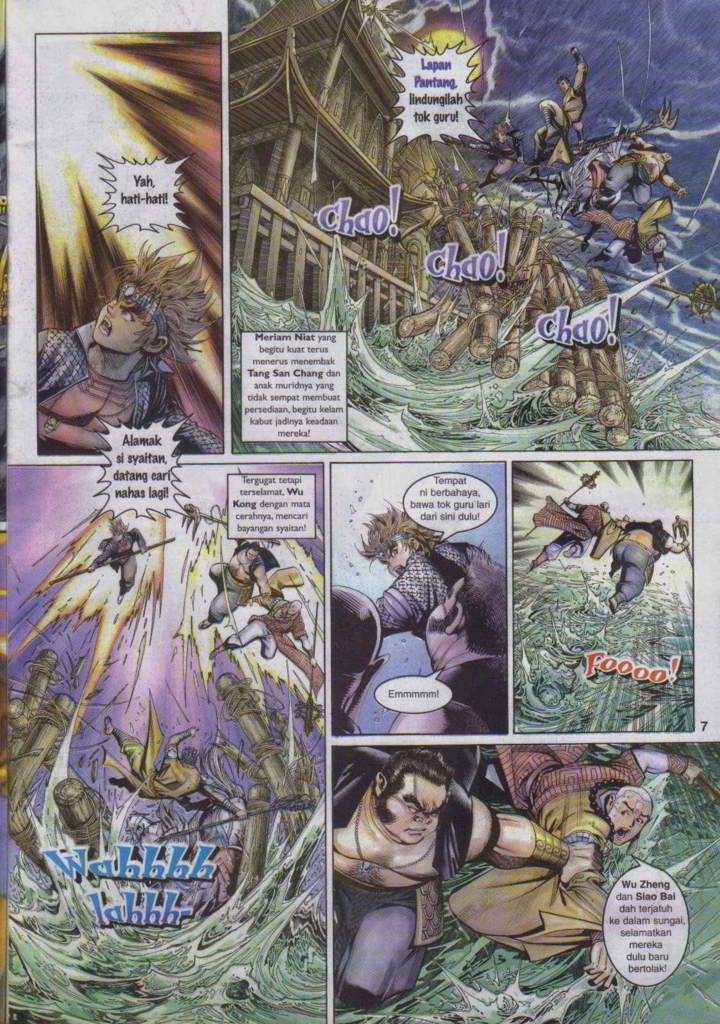 Yah,
hati-hati!
Lapan
Pantang,
lindungilah
tok guru!
Chao!
Chao!
Chao!
Meriam Niat yang
begitu kuat terus
menerus menembak
Tang San Chang dan
anak muridnya yang
tidak sempat membuat
persediaan, begitu kelam
kabut jadinya keadaan
mereka!
Alamak
si syaitan,
datang cari
nahas lagi!
Tergugat tetapi
terselamat, Wu
Kong dengan mata
cerahnya, mencari
bayangan syaitan!
Wahhhh
lahhh-
Tempat
ni berbahaya,
bawa tok guru lari
dari sini dulu!
Emmmmm!
Foooo!
7
Wu Zheng
dan Siao Bai
dah terjatuh
ke dalam sungai,
selamatkan
mereka
dulu baru
bertolak!